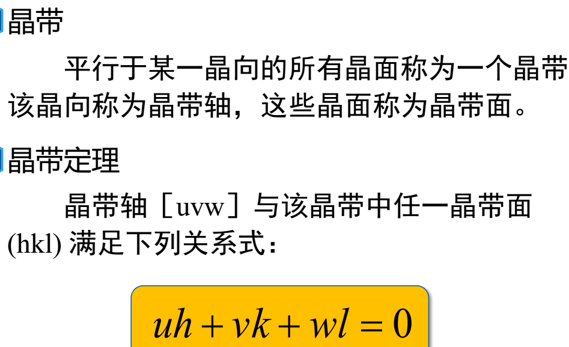 晶带
平行于某一晶向的所有晶面称为一个晶带
该晶向称为晶带轴，这些晶面称为晶带面。
晶带定理
晶带轴［uvw］与该晶带中任一晶带面
(hkl) 满足下列关系式：
uh + vk + wl = 0